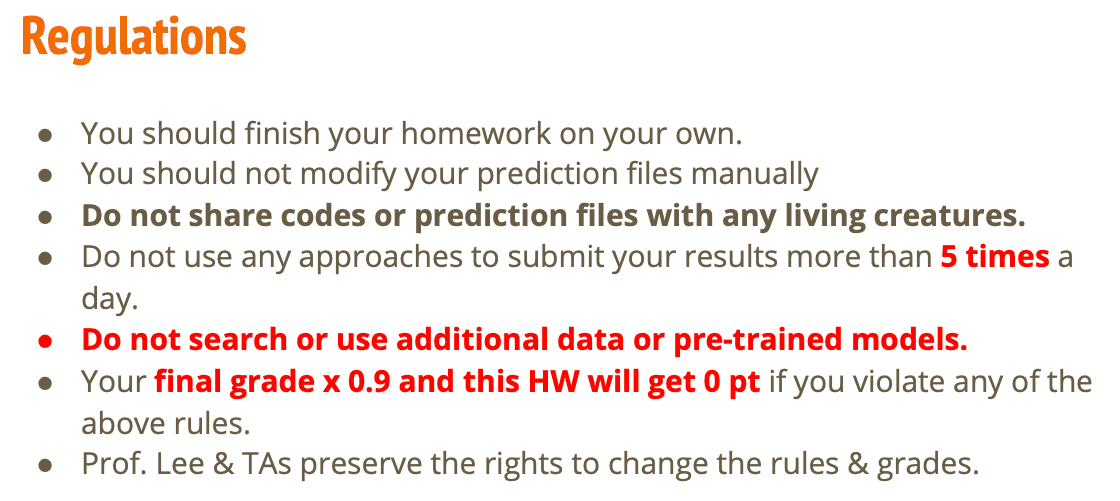 Regulations
● You should finish your homework on your own.
● You should not modify your prediction files manually
● Do not share codes or prediction files with any living creatures.
● Do not use any approaches to submit your results more than 5 times a
day.
● Do not search or use additional data or pre-trained models.
● Your final grade x 0.9 and this HW will get 0 pt if you violate any of the
above rules.
● Prof. Lee & TAs preserve the rights to change the rules & grades.